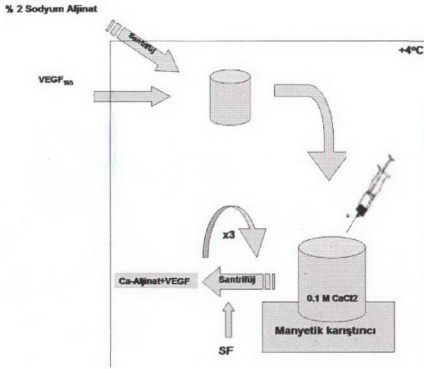 % 2 Sodyum Aljinat
Santrifüj
+4°C
VEGF₁₆₅
x3
Ca-Aljinat+VEGF
Santrifüj
0.1 M CaCl2
Manyetik karıştırıcı
SF